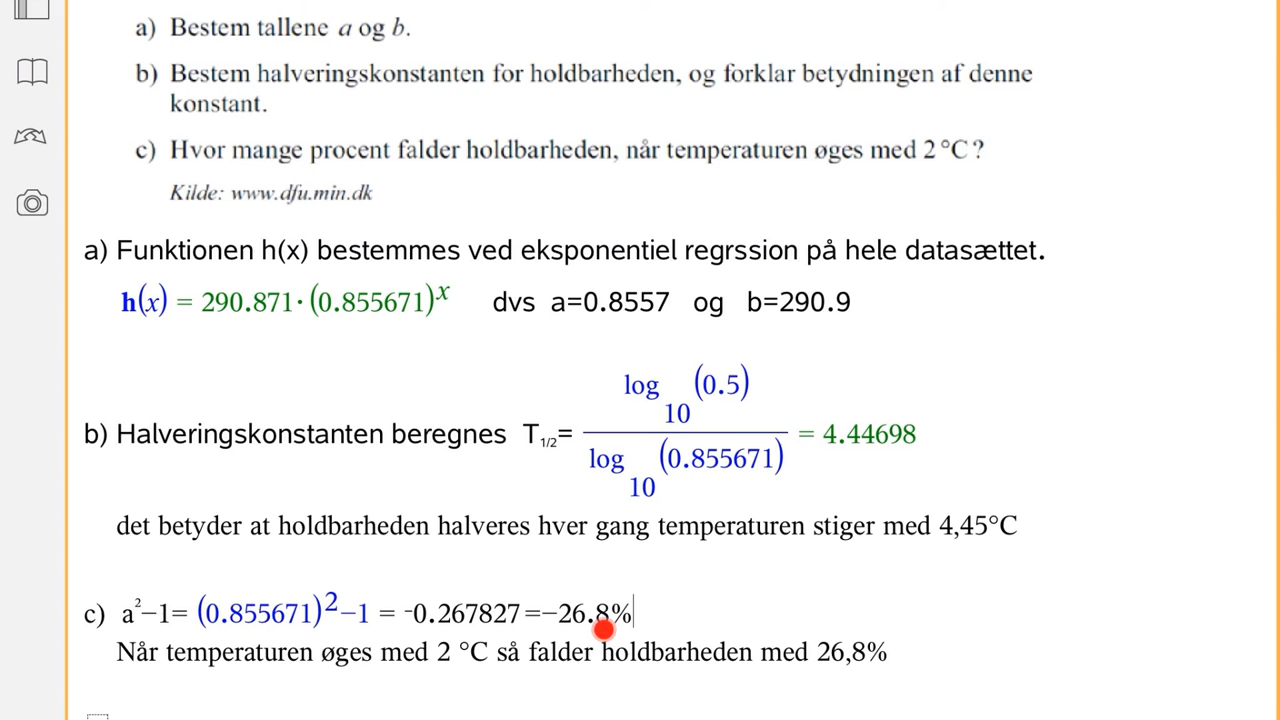 a) Bestem tallene a og b.
b) Bestem halveringskonstanten for holdbarheden, og forklar betydningen af denne
konstant.
c) Hvor mange procent falder holdbarheden, når temperaturen øges med 2 °C?
Kilde: www.dfu.min.dk
a) Funktionen h(x) bestemmes ved eksponentiel regrssion på hele datasættet.
h(x) = 290.871·(0.855671)^x dvs a=0.8557 og b=290.9
log₁₀(0.5)
b) Halveringskonstanten beregnes T₁/₂= = 4.44698
log₁₀(0.855671)
det betyder at holdbarheden halveres hver gang temperaturen stiger med 4,45°C
c) a²−1= (0.855671)²−1 = ⁻0.267827=−26.8%
Når temperaturen øges med 2 °C så falder holdbarheden med 26,8%